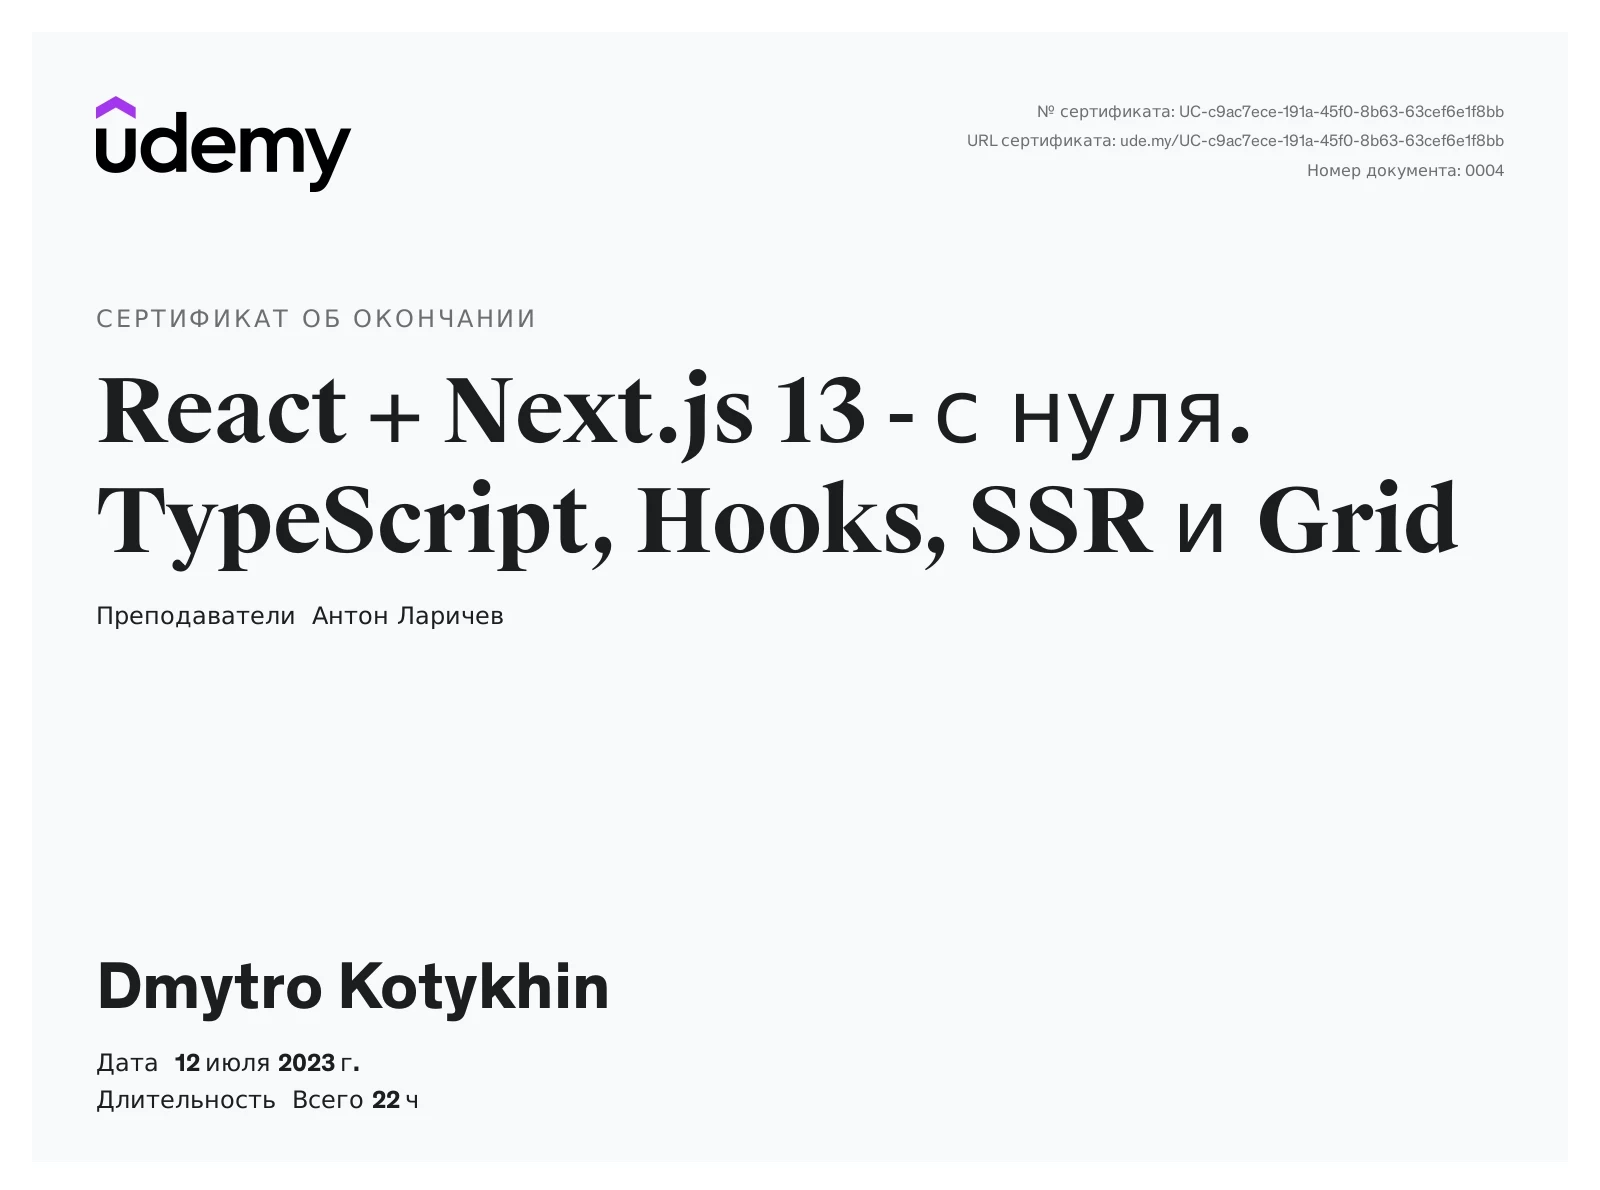 udemy
№ сертификата: UC-c9ac7ece-191a-45f0-8b63-63cef6e1f8bb
URL сертификата: ude.my/UC-c9ac7ece-191a-45f0-8b63-63cef6e1f8bb
Номер документа: 0004
СЕРТИФИКАТ ОБ ОКОНЧАНИИ
React + Next.js 13 - с нуля.
TypeScript, Hooks, SSR и Grid
Преподаватели Антон Ларичев
Dmytro Kotykhin
Дата 12 июля 2023 г.
Длительность Всего 22 ч